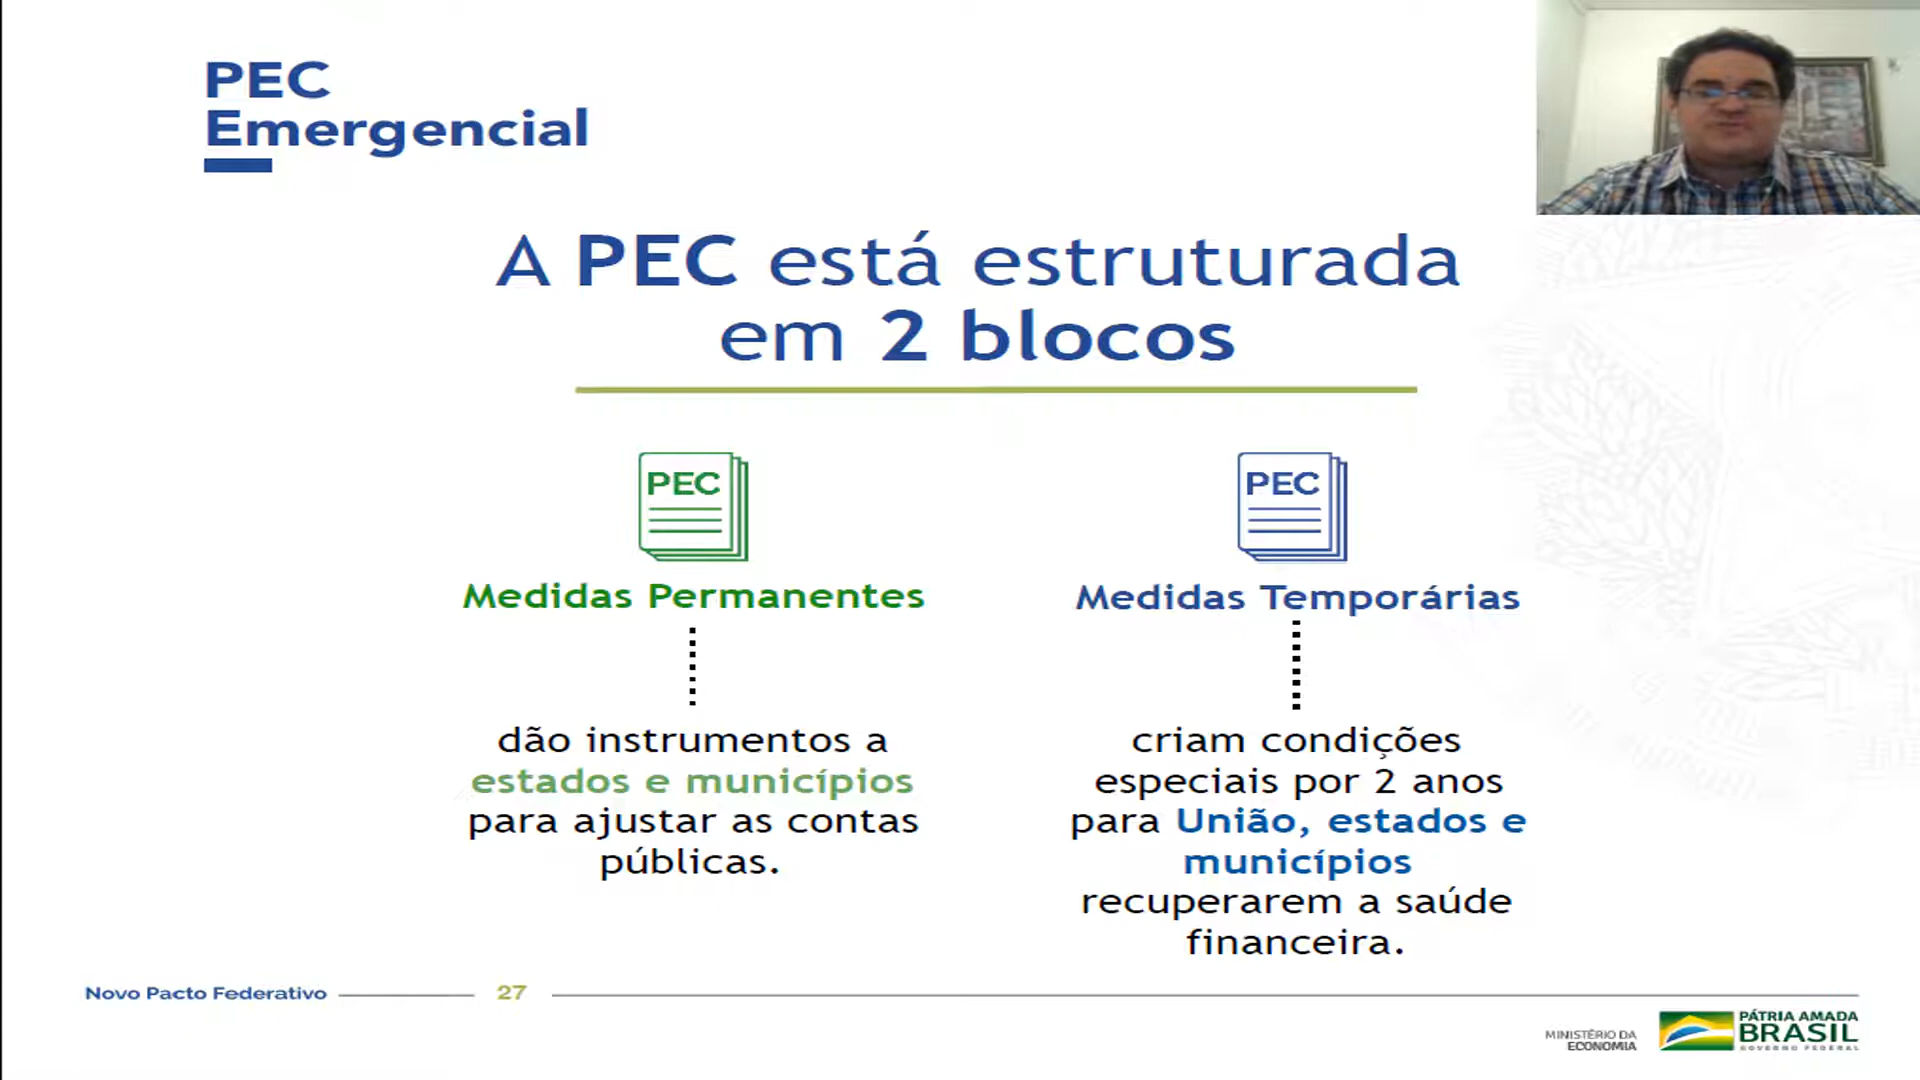 PEC
Emergencial
A PEC está estruturada
em 2 blocos
PEC
Medidas Permanentes
dão instrumentos a
estados e municípios
para ajustar as contas
públicas.
PEC
Medidas Temporárias
criam condições
especiais por 2 anos
para União, estados e
municípios
recuperarem a saúde
financeira.
Novo Pacto Federativo
27
MINISTÉRIO DA
ECONOMIA
PÁTRIA AMADA
BRASIL
GOVERNO FEDERAL